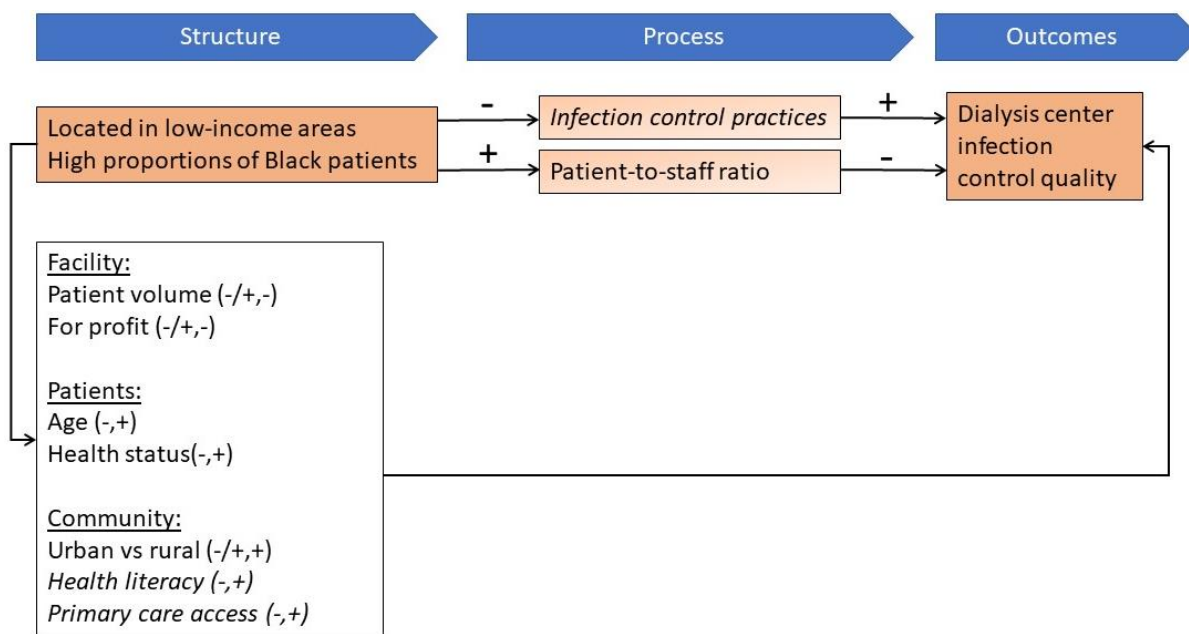 Structure
Process
Outcomes
Located in low-income areas
High proportions of Black patients
-
+
Infection control practices
Patient-to-staff ratio
+
-
Dialysis center
infection
control quality
Facility:
Patient volume (-/+,-)
For profit (-/+,-)
Patients:
Age (-,+)
Health status(-,+)
Community:
Urban vs rural (-/+,+)
Health literacy (-,+)
Primary care access (-,+)